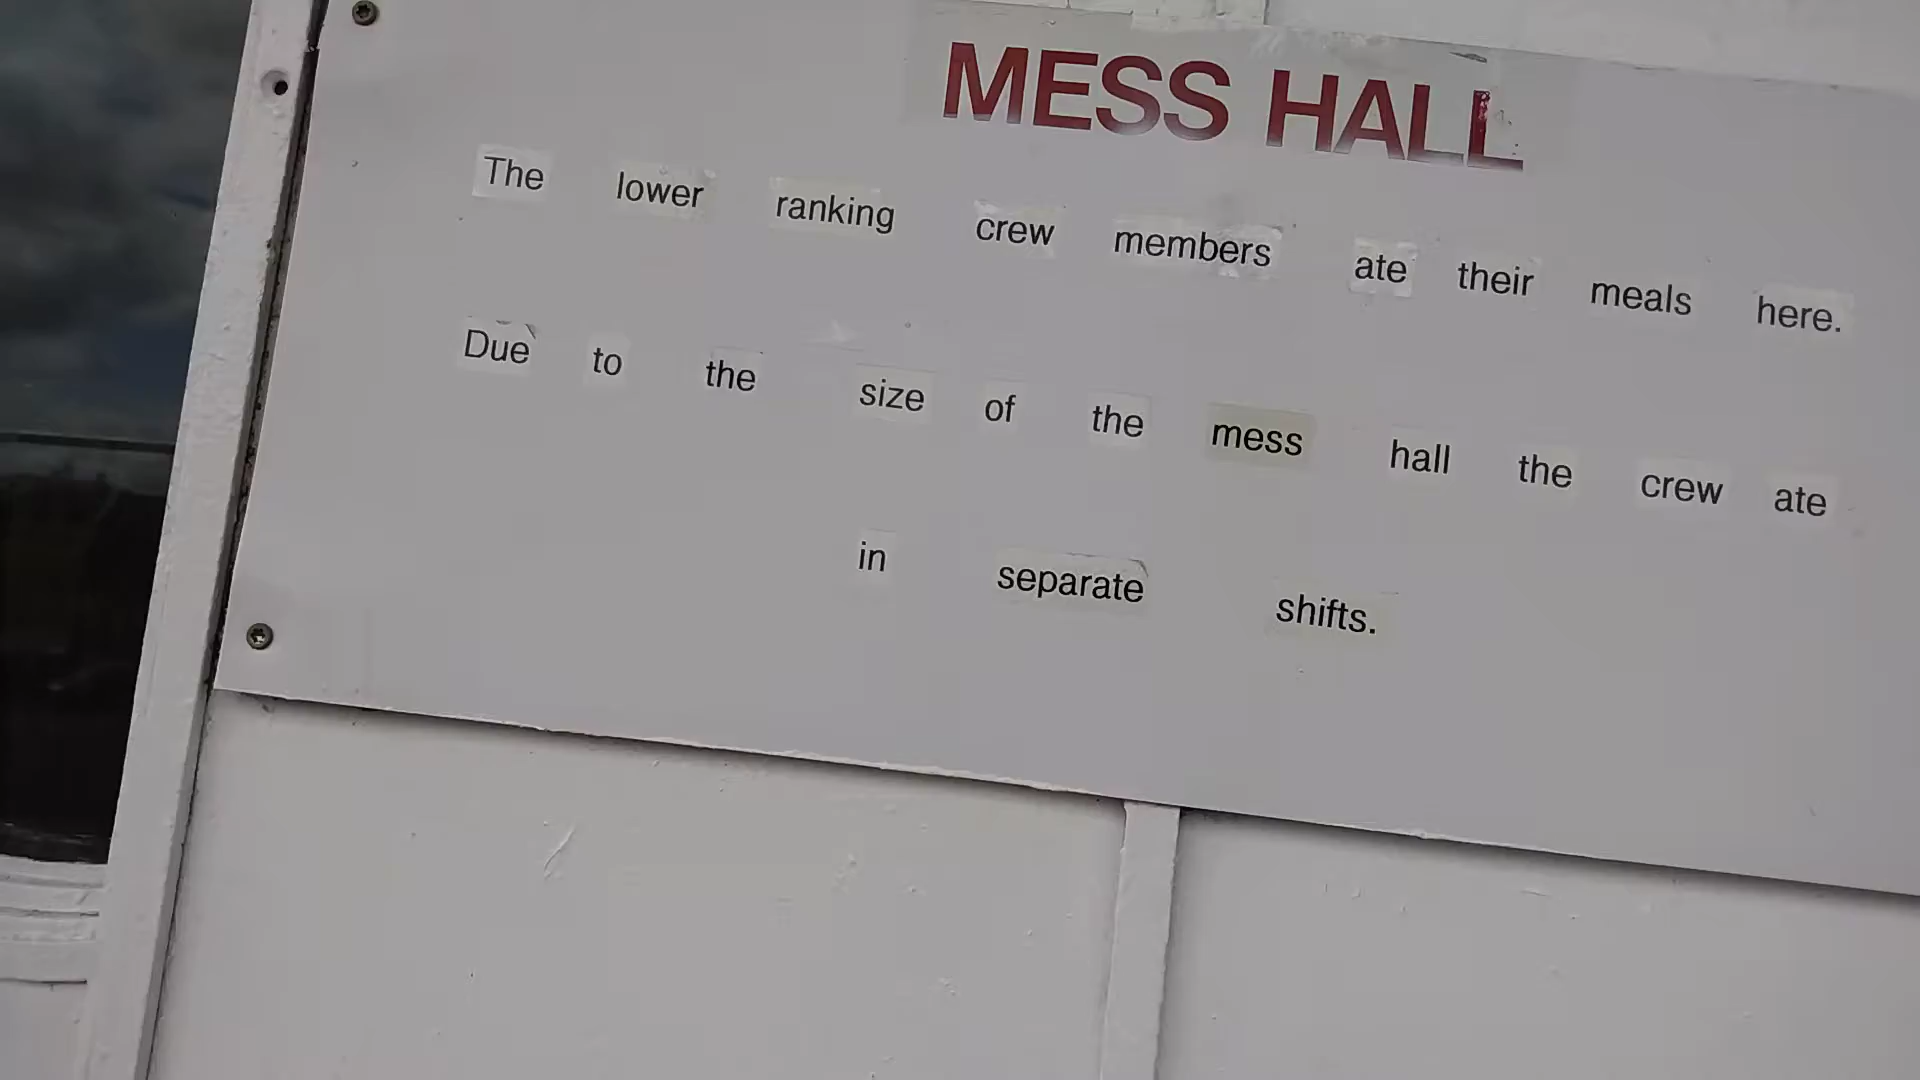 MESS HALL
The lower ranking crew members ate their meals here.
Due to the size of the mess hall the crew ate
in separate shifts.